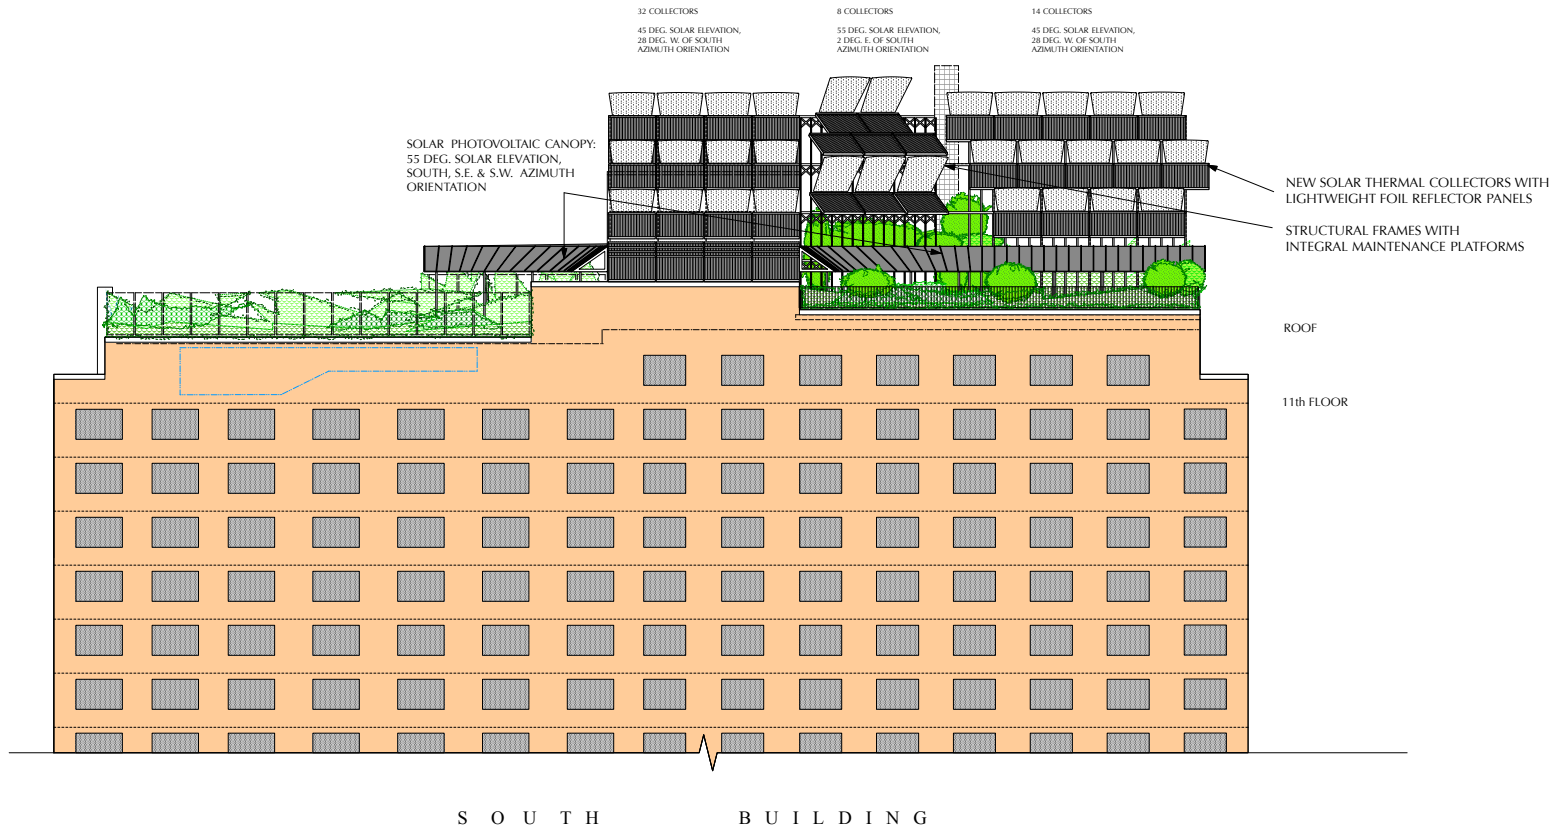 32 COLLECTORS
45 DEG. SOLAR ELEVATION,
28 DEG. W. OF SOUTH
AZIMUTH ORIENTATION
8 COLLECTORS
55 DEG. SOLAR ELEVATION,
2 DEG. E. OF SOUTH
AZIMUTH ORIENTATION
14 COLLECTORS
45 DEG. SOLAR ELEVATION,
28 DEG. W. OF SOUTH
AZIMUTH ORIENTATION
SOLAR PHOTOVOLTAIC CANOPY:
55 DEG. SOLAR ELEVATION,
SOUTH, S.E. & S.W. AZIMUTH
ORIENTATION
NEW SOLAR THERMAL COLLECTORS WITH
LIGHTWEIGHT FOIL REFLECTOR PANELS
STRUCTURAL FRAMES WITH
INTEGRAL MAINTENANCE PLATFORMS
ROOF
11th FLOOR
SOUTH BUILDING